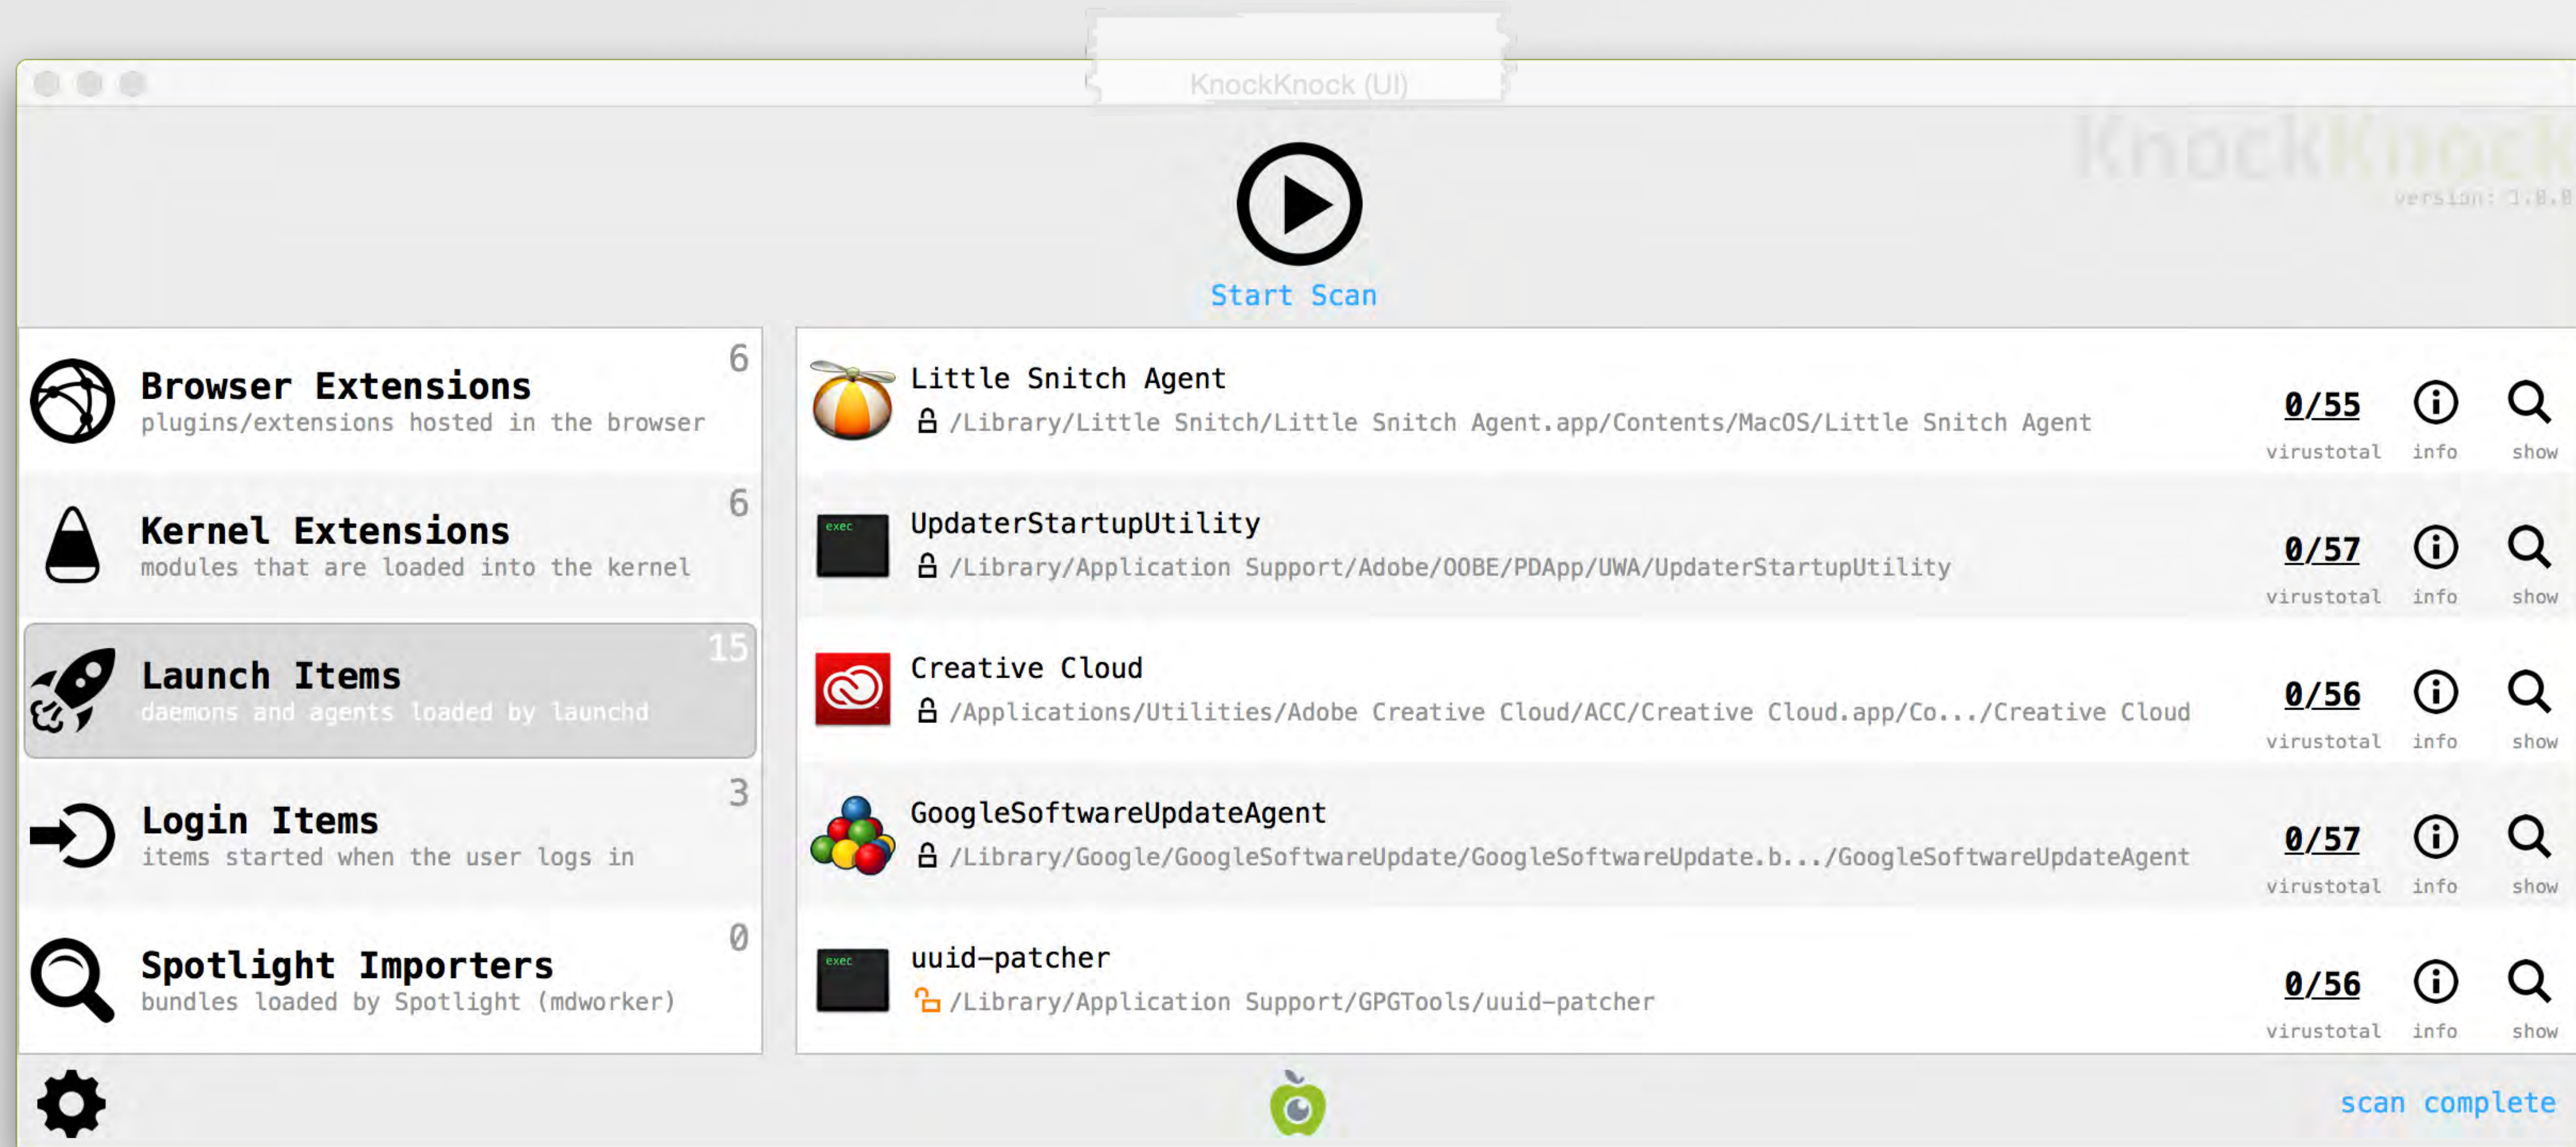 KnockKnock (UI)
KnockKnock
version: 1.0.0
Start Scan
6
Browser Extensions
plugins/extensions hosted in the browser
6
Kernel Extensions
modules that are loaded into the kernel
15
Launch Items
daemons and agents loaded by launchd
3
Login Items
items started when the user logs in
0
Spotlight Importers
bundles loaded by Spotlight (mdworker)
Little Snitch Agent
/Library/Little Snitch/Little Snitch Agent.app/Contents/MacOS/Little Snitch Agent
0/55
virustotal info show
exec
UpdaterStartupUtility
/Library/Application Support/Adobe/OOBE/PDApp/UWA/UpdaterStartupUtility
0/57
virustotal info show
Creative Cloud
/Applications/Utilities/Adobe Creative Cloud/ACC/Creative Cloud.app/Co.../Creative Cloud
0/56
virustotal info show
GoogleSoftwareUpdateAgent
/Library/Google/GoogleSoftwareUpdate/GoogleSoftwareUpdate.b.../GoogleSoftwareUpdateAgent
0/57
virustotal info show
exec
uuid-patcher
/Library/Application Support/GPGTools/uuid-patcher
0/56
virustotal info show
scan complete